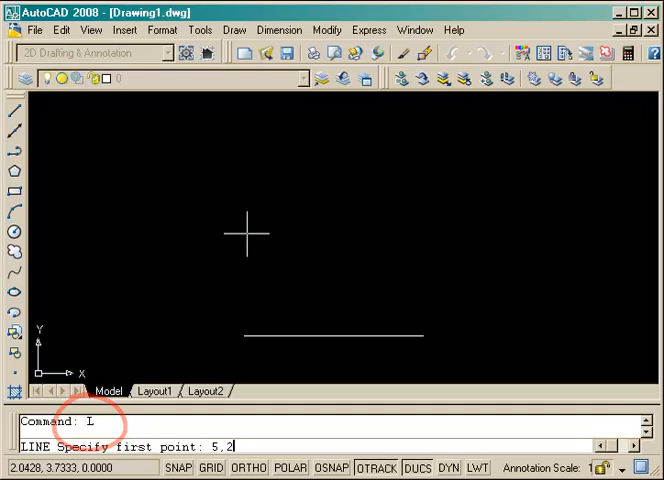 AutoCAD 2008 - [Drawing1.dwg]
File Edit View Insert Format Tools Draw Dimension Modify Express Window Help
2D Drafting & Annotation
0
Y
X
Model Layout1 Layout2
Command: L
LINE Specify first point: 5,2
2.0428, 3.7333, 0.0000 SNAP GRID ORTHO POLAR OSNAP OTRACK DUCS DYN LWT Annotation Scale: 1